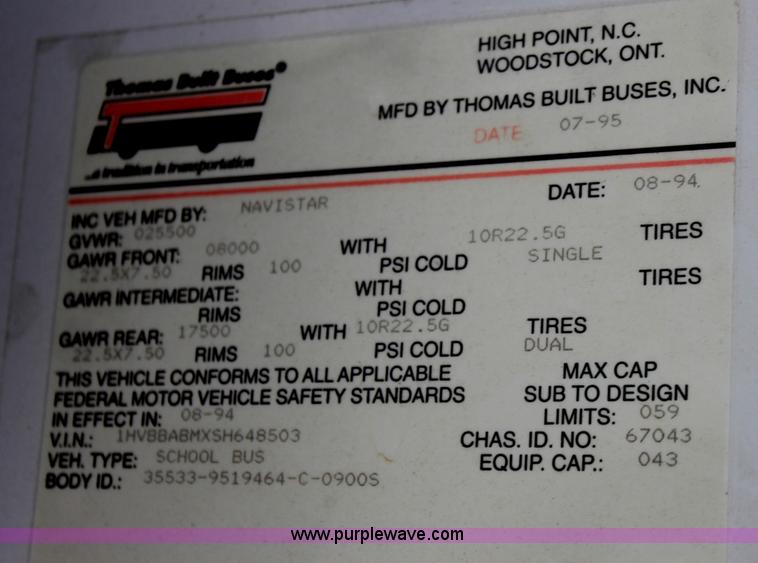 Thomas Built Buses®
...a tradition in transportation
HIGH POINT, N.C.
WOODSTOCK, ONT.
MFD BY THOMAS BUILT BUSES, INC.
DATE 07-95
INC VEH MFD BY: NAVISTAR DATE: 08-94
GVWR: 025500
GAWR FRONT: 08000 WITH 10R22.5G TIRES
22.5X7.50 RIMS 100 PSI COLD SINGLE
GAWR INTERMEDIATE: WITH TIRES
RIMS PSI COLD
GAWR REAR: 17500 WITH 10R22.5G TIRES
22.5X7.50 RIMS 100 PSI COLD DUAL
THIS VEHICLE CONFORMS TO ALL APPLICABLE MAX CAP
FEDERAL MOTOR VEHICLE SAFETY STANDARDS SUB TO DESIGN
IN EFFECT IN: 08-94 LIMITS: 059
V.I.N.: 1HVBBABMXSH648503 CHAS. ID. NO: 67043
VEH. TYPE: SCHOOL BUS EQUIP. CAP.: 043
BODY ID.: 35533-9519464-C-0900S
www.purplewave.com